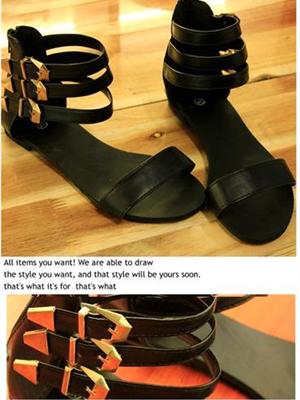 All items you want! We are able to draw
the style you want, and that style will be yours soon.
that's what it's for  that's what